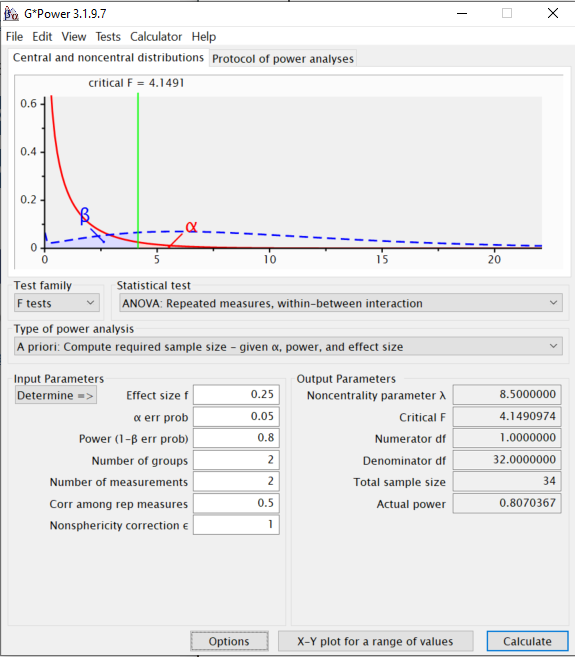 G*Power 3.1.9.7
File Edit View Tests Calculator Help
Central and noncentral distributions Protocol of power analyses
critical F = 4.1491
0.6
0.4
0.2
0
β
α
0 5 10 15 20
Test family Statistical test
F tests ANOVA: Repeated measures, within-between interaction
Type of power analysis
A priori: Compute required sample size - given α, power, and effect size
Input Parameters Output Parameters
Determine => Effect size f 0.25 Noncentrality parameter λ 8.5000000
α err prob 0.05 Critical F 4.1490974
Power (1-β err prob) 0.8 Numerator df 1.0000000
Number of groups 2 Denominator df 32.0000000
Number of measurements 2 Total sample size 34
Corr among rep measures 0.5 Actual power 0.8070367
Nonsphericity correction ϵ 1
Options X-Y plot for a range of values Calculate